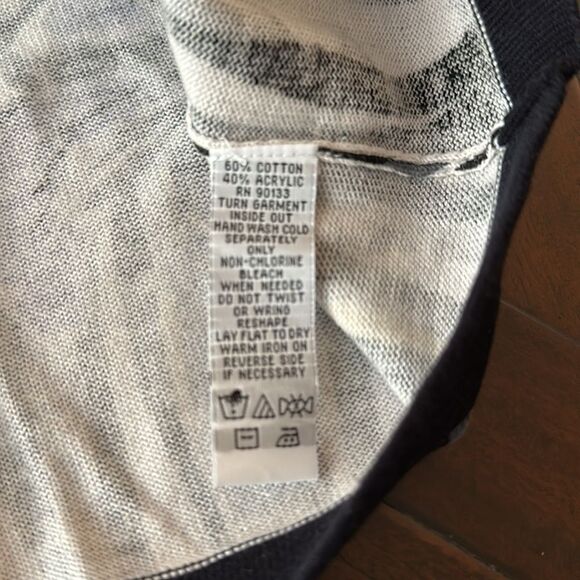 60% COTTON
40% ACRYLIC
RN 90133
TURN GARMENT
INSIDE OUT
HAND WASH COLD
SEPARATELY
ONLY
NON-CHLORINE
BLEACH
WHEN NEEDED
DO NOT TWIST
OR WRING
RESHAPE
LAY FLAT TO DRY
WARM IRON ON
REVERSE SIDE
IF NECESSARY